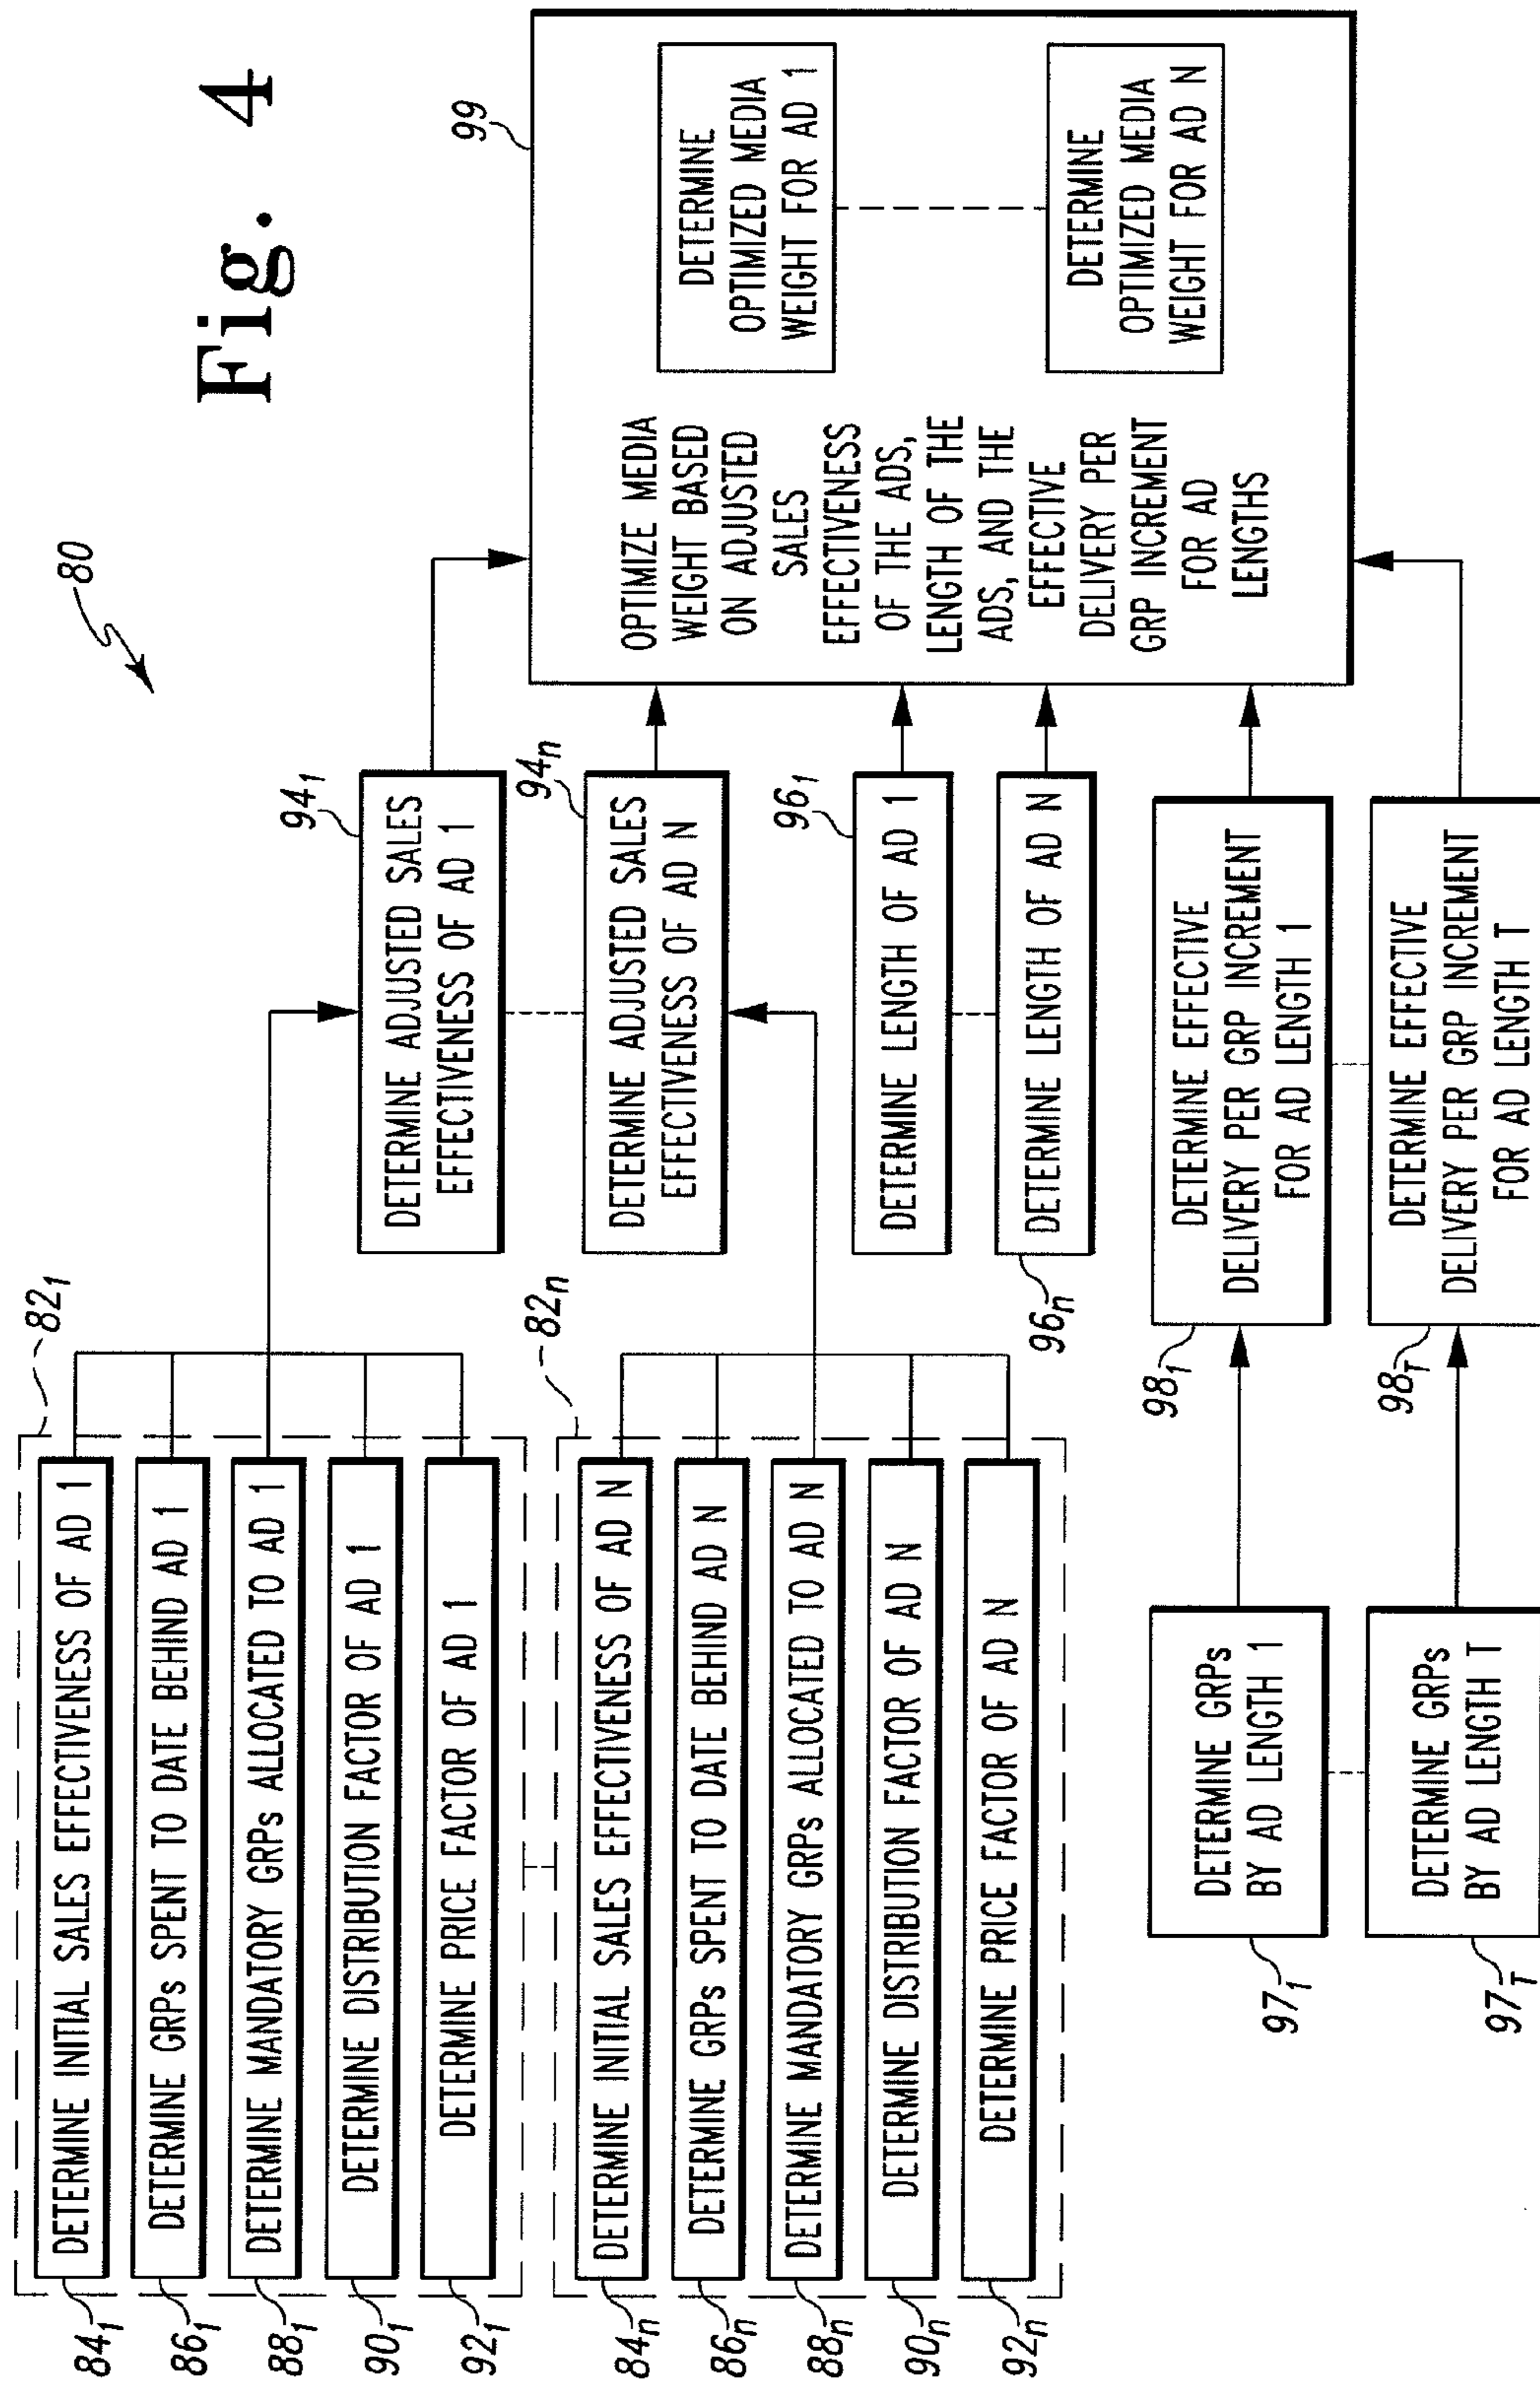 Fig. 4
80
82₁
DETERMINE INITIAL SALES EFFECTIVENESS OF AD 1
84₁
DETERMINE GRPs SPENT TO DATE BEHIND AD 1
86₁
DETERMINE MANDATORY GRPs ALLOCATED TO AD 1
88₁
DETERMINE DISTRIBUTION FACTOR OF AD 1
90₁
DETERMINE PRICE FACTOR OF AD 1
92₁
82n
DETERMINE INITIAL SALES EFFECTIVENESS OF AD N
84n
DETERMINE GRPs SPENT TO DATE BEHIND AD N
86n
DETERMINE MANDATORY GRPs ALLOCATED TO AD N
88n
DETERMINE DISTRIBUTION FACTOR OF AD N
90n
DETERMINE PRICE FACTOR OF AD N
92n
DETERMINE GRPs
BY AD LENGTH 1
97₁
DETERMINE GRPs
BY AD LENGTH T
97T
94₁
DETERMINE ADJUSTED SALES
EFFECTIVENESS OF AD 1
94n
DETERMINE ADJUSTED SALES
EFFECTIVENESS OF AD N
96₁
DETERMINE LENGTH OF AD 1
DETERMINE LENGTH OF AD N
96n
DETERMINE EFFECTIVE
DELIVERY PER GRP INCREMENT
FOR AD LENGTH 1
98₁
DETERMINE EFFECTIVE
DELIVERY PER GRP INCREMENT
FOR AD LENGTH T
98T
99
OPTIMIZE MEDIA
WEIGHT BASED
ON ADJUSTED
SALES
EFFECTIVENESS
OF THE ADS,
LENGTH OF THE
ADS, AND THE
EFFECTIVE
DELIVERY PER
GRP INCREMENT
FOR AD
LENGTHS
DETERMINE
OPTIMIZED MEDIA
WEIGHT FOR AD 1
DETERMINE
OPTIMIZED MEDIA
WEIGHT FOR AD N